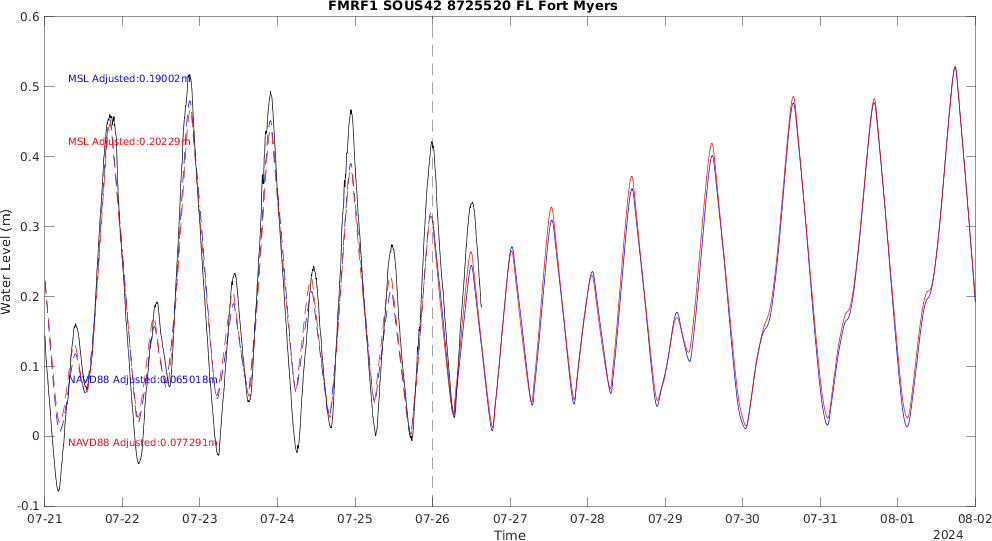 FMRF1 SOUS42 8725520 FL Fort Myers
0.6
0.5
0.4
0.3
0.2
0.1
0
-0.1
Water Level (m)
MSL Adjusted:0.19002m
MSL Adjusted:0.20229m
NAVD88 Adjusted:0.065018m
NAVD88 Adjusted:0.077291m
07-21 07-22 07-23 07-24 07-25 07-26 07-27 07-28 07-29 07-30 07-31 08-01 08-02
Time
2024